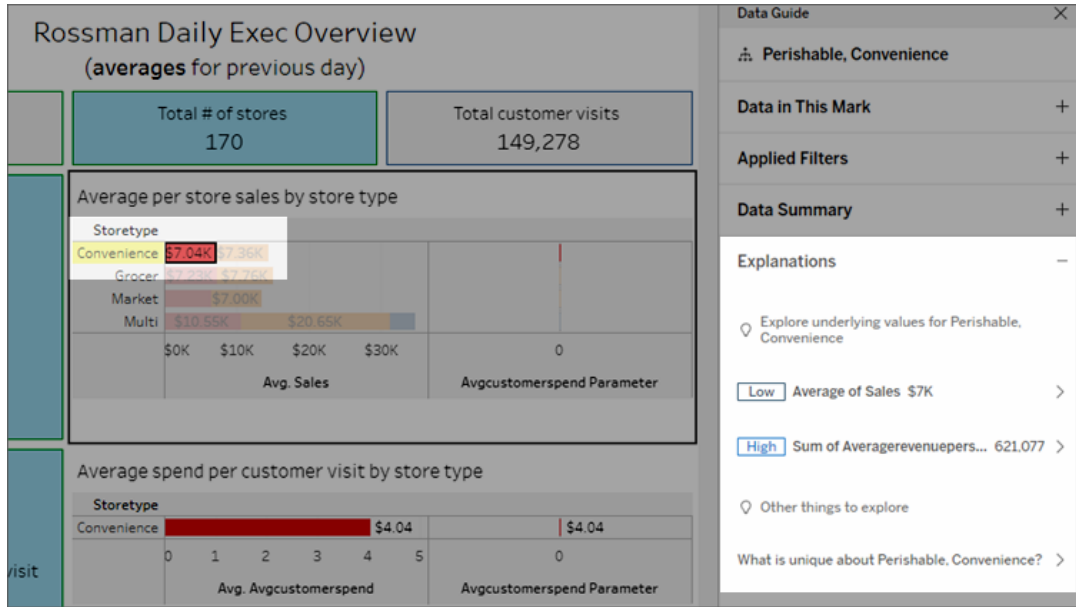 Rossman Daily Exec Overview
(averages for previous day)
Total # of stores
170
Total customer visits
149,278
Average per store sales by store type
Storetype
Convenience $7.04K $7.36K
Grocer $7.23K $7.76K
Market $7.00K
Multi $10.55K $20.65K
$0K $10K $20K $30K 0
Avg. Sales Avgcustomerspend Parameter
Average spend per customer visit by store type
Storetype
Convenience $4.04 $4.04
0 1 2 3 4 5 0
Avg. Avgcustomerspend Avgcustomerspend Parameter
visit
Data Guide
Perishable, Convenience
Data in This Mark
Applied Filters
Data Summary
Explanations
Explore underlying values for Perishable,
Convenience
Low Average of Sales $7K
High Sum of Averagerevenuepers... 621,077
Other things to explore
What is unique about Perishable, Convenience?